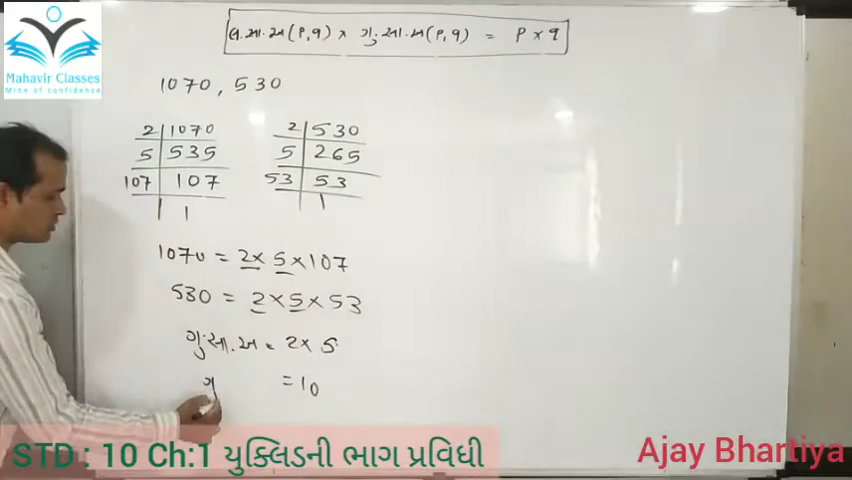 લ.સા.અ(P,q) x ગુ.સા.અ(P,q) = P x q
Mahavir Classes
Mine of confidence
1070, 530
2 | 1070
5 | 535
107 | 107
1
2 | 530
5 | 265
53 | 53
1
1070 = 2 x 5 x 107
530 = 2 x 5 x 53
ગુ.સા.અ = 2 x 5
= 10
STD : 10 Ch:1 યુક્લિડની ભાગ પ્રવિધી
Ajay Bhartiya